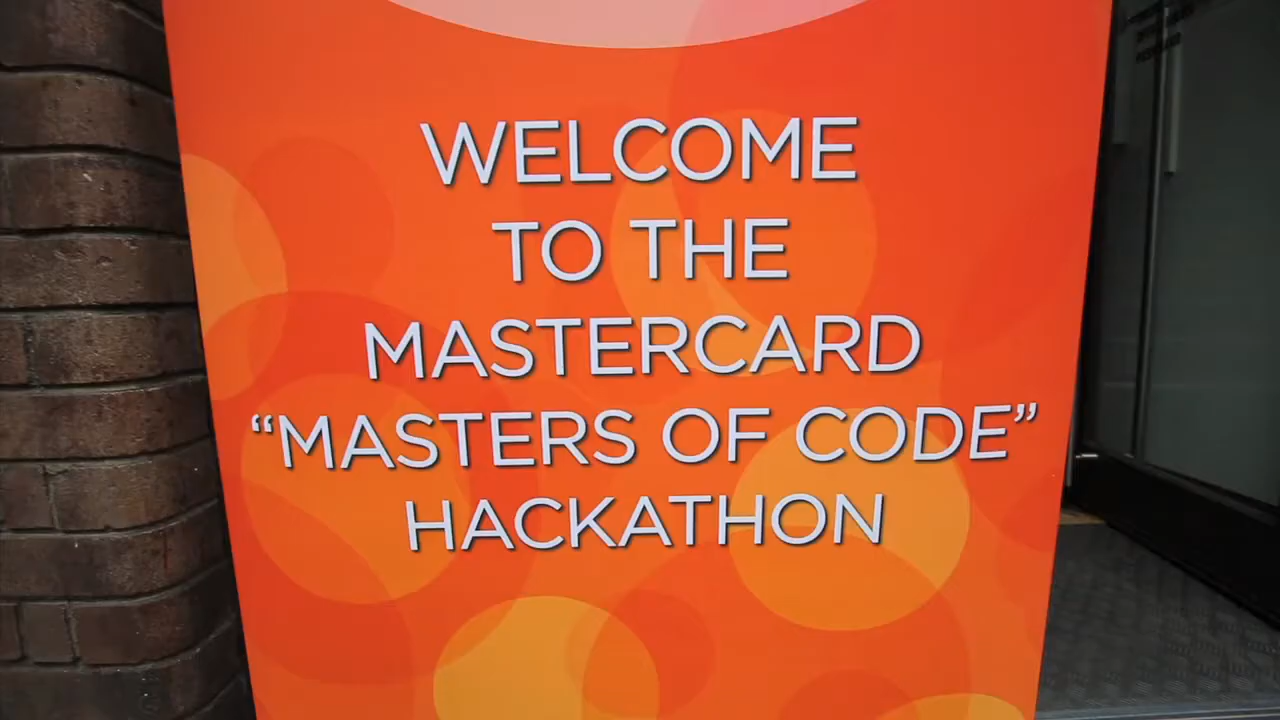 WELCOME
TO THE
MASTERCARD
“MASTERS OF CODE”
HACKATHON